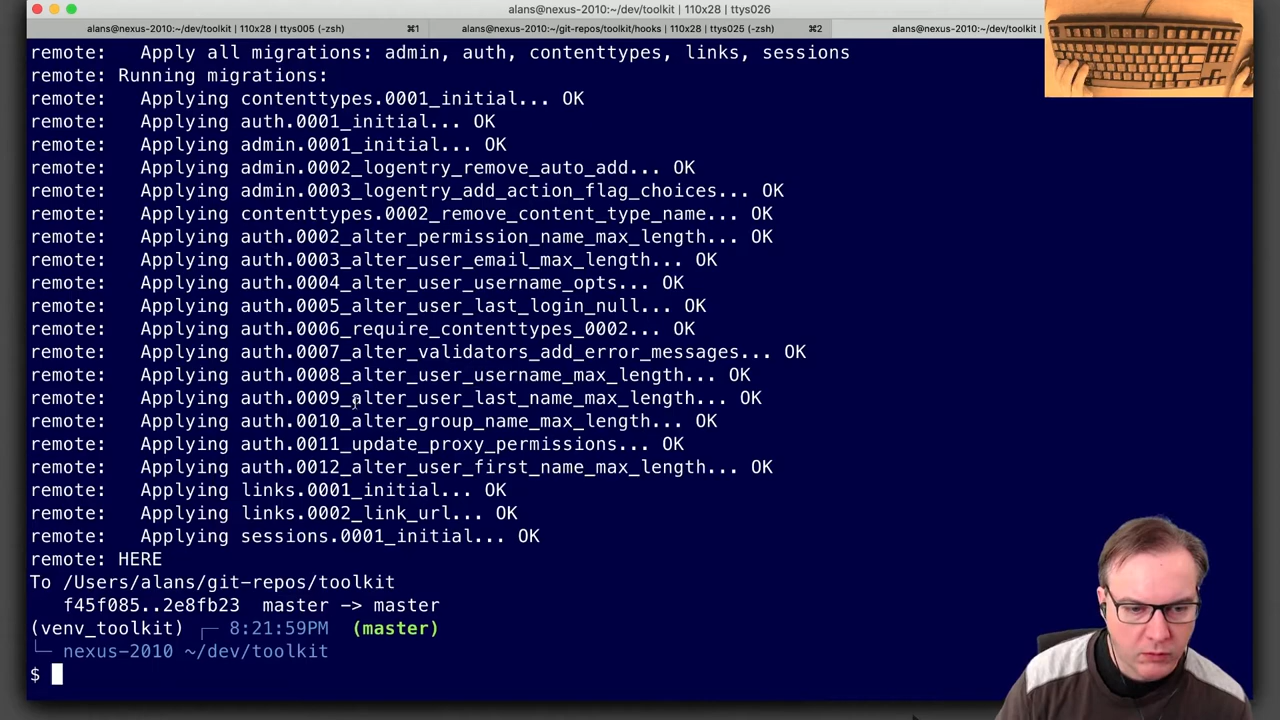 alans@nexus-2010:~/dev/toolkit | 110x28 | ttys026
alans@nexus-2010:~/dev/toolkit | 110x28 | ttys005 (-zsh) ⌘1 alans@nexus-2010:~/git-repos/toolkit/hooks | 110x28 | ttys025 (-zsh) ⌘2 alans@nexus-2010:~/dev/toolkit |
remote:   Apply all migrations: admin, auth, contenttypes, links, sessions
remote: Running migrations:
remote:   Applying contenttypes.0001_initial... OK
remote:   Applying auth.0001_initial... OK
remote:   Applying admin.0001_initial... OK
remote:   Applying admin.0002_logentry_remove_auto_add... OK
remote:   Applying admin.0003_logentry_add_action_flag_choices... OK
remote:   Applying contenttypes.0002_remove_content_type_name... OK
remote:   Applying auth.0002_alter_permission_name_max_length... OK
remote:   Applying auth.0003_alter_user_email_max_length... OK
remote:   Applying auth.0004_alter_user_username_opts... OK
remote:   Applying auth.0005_alter_user_last_login_null... OK
remote:   Applying auth.0006_require_contenttypes_0002... OK
remote:   Applying auth.0007_alter_validators_add_error_messages... OK
remote:   Applying auth.0008_alter_user_username_max_length... OK
remote:   Applying auth.0009_alter_user_last_name_max_length... OK
remote:   Applying auth.0010_alter_group_name_max_length... OK
remote:   Applying auth.0011_update_proxy_permissions... OK
remote:   Applying auth.0012_alter_user_first_name_max_length... OK
remote:   Applying links.0001_initial... OK
remote:   Applying links.0002_link_url... OK
remote:   Applying sessions.0001_initial... OK
remote: HERE
To /Users/alans/git-repos/toolkit
   f45f085..2e8fb23  master -> master
(venv_toolkit) ┌─ 8:21:59PM  (master)
└─ nexus-2010 ~/dev/toolkit
$